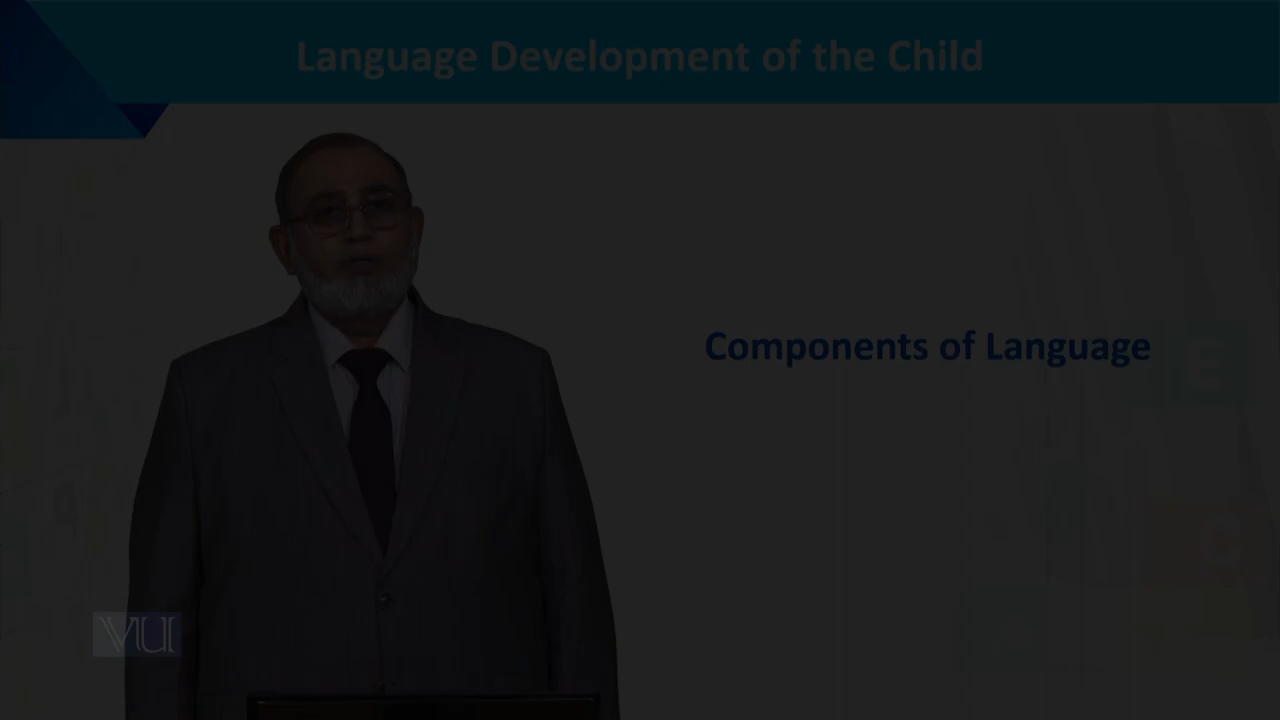 Language Development of the Child
Components of Language
E
C
VU